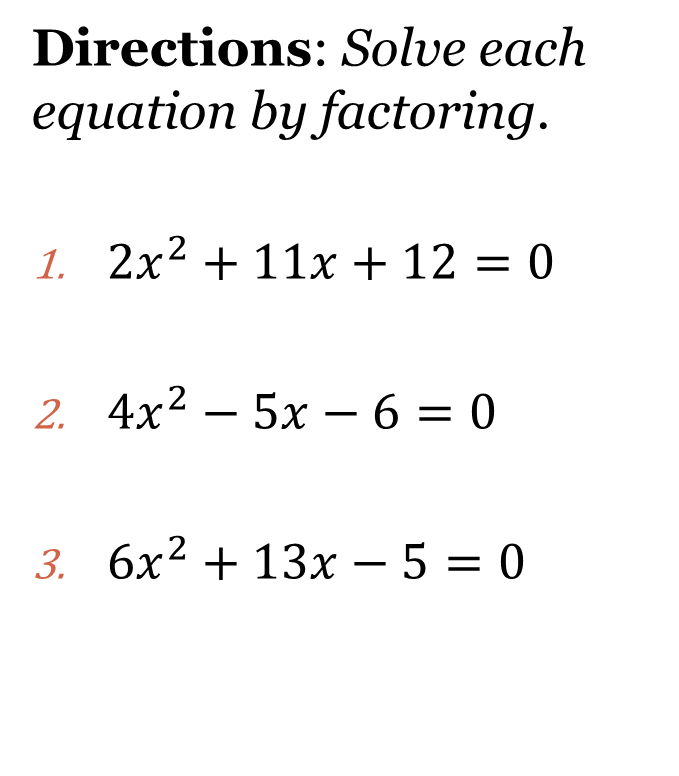 Directions: Solve each
equation by factoring.
1. 2x² + 11x + 12 = 0
2. 4x² − 5x − 6 = 0
3. 6x² + 13x − 5 = 0